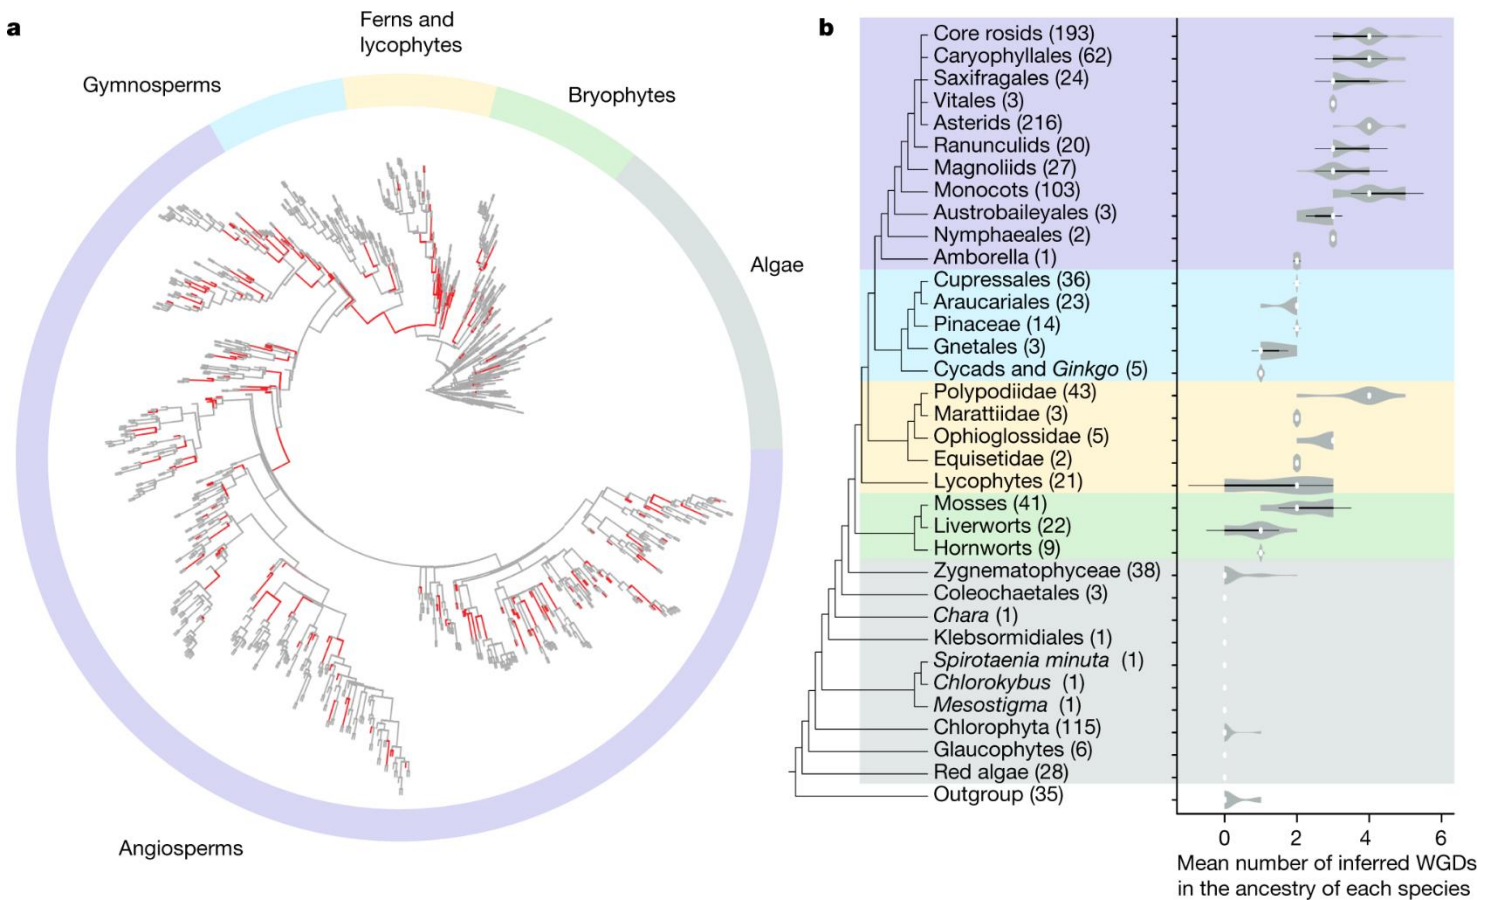 a
Ferns and
lycophytes
Gymnosperms
Bryophytes
Algae
Angiosperms
b
Core rosids (193)
Caryophyllales (62)
Saxifragales (24)
Vitales (3)
Asterids (216)
Ranunculids (20)
Magnoliids (27)
Monocots (103)
Austrobaileyales (3)
Nymphaeales (2)
Amborella (1)
Cupressales (36)
Araucariales (23)
Pinaceae (14)
Gnetales (3)
Cycads and Ginkgo (5)
Polypodiidae (43)
Marattiidae (3)
Ophioglossidae (5)
Equisetidae (2)
Lycophytes (21)
Mosses (41)
Liverworts (22)
Hornworts (9)
Zygnematophyceae (38)
Coleochaetales (3)
Chara (1)
Klebsormidiales (1)
Spirotaenia minuta (1)
Chlorokybus (1)
Mesostigma (1)
Chlorophyta (115)
Glaucophytes (6)
Red algae (28)
Outgroup (35)
0 2 4 6
Mean number of inferred WGDs
in the ancestry of each species